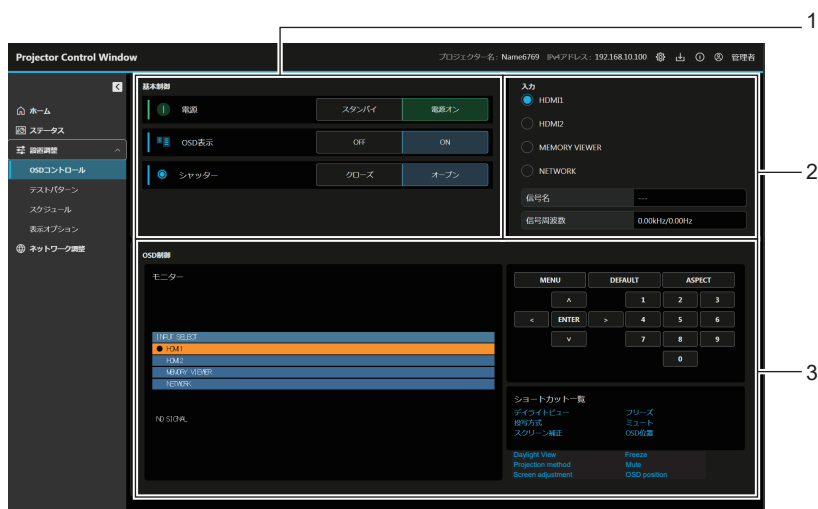 1
Projector Control Window
プロジェクター名: Name6769 IPv4アドレス: 192.168.10.100 管理者
基本制御
電源 スタンバイ 電源オン
OSD表示 OFF ON
シャッター クローズ オープン
入力
HDMI1
HDMI2
MEMORY VIEWER
NETWORK
信号名 ---
信号周波数 0.00kHz/0.00Hz
2
ホーム
ステータス
設置調整
OSDコントロール
テストパターン
スケジュール
表示オプション
ネットワーク調整
OSD制御
モニター
INPUT SELECT
HDMI1
HDMI2
MEMORY VIEWER
NETWORK
NO SIGNAL
MENU DEFAULT ASPECT
1 2 3
ENTER 4 5 6
7 8 9
0
3
ショートカット一覧
デイライトビュー フリーズ
投写方式 ミュート
スクリーン補正 OSD位置
Daylight View Freeze
Projection method Mute
Screen adjustment OSD position